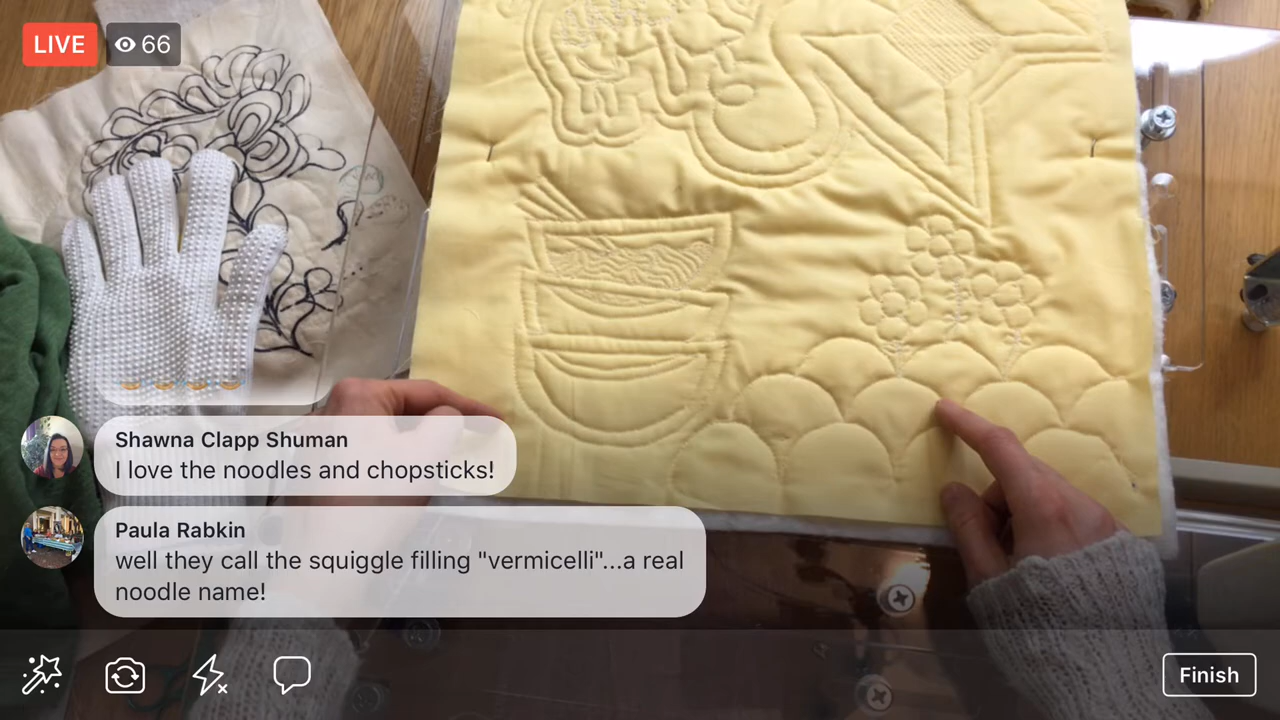 LIVE
66
Shawna Clapp Shuman
I love the noodles and chopsticks!
Paula Rabkin
well they call the squiggle filling "vermicelli"...a real
noodle name!
Finish